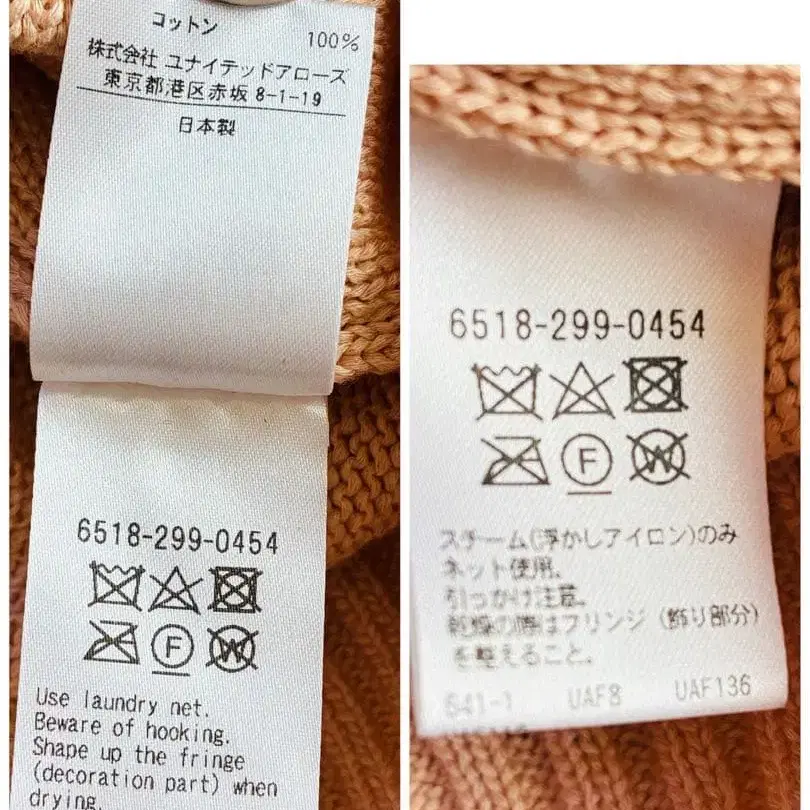 コットン 100%
株式会社 ユナイテッドアローズ
東京都港区赤坂 8-1-19
日本製
6518-299-0454
F W
Use laundry net.
Beware of hooking.
Shape up the fringe
(decoration part) when
drying.
6518-299-0454
F W
スチーム(浮かしアイロン)のみ
ネット使用.
引っかけ注意.
乾燥の際はフリンジ (飾り部分)
を整えること.
641-1 UAF8 UAF136